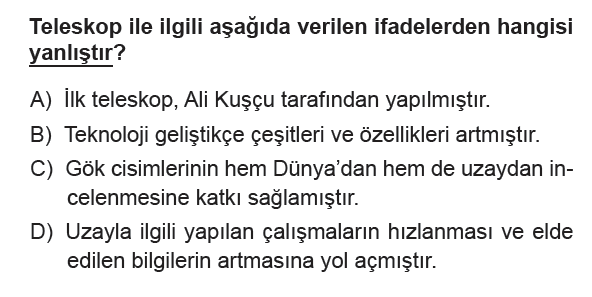 Teleskop ile ilgili aşağıda verilen ifadelerden hangisi
yanlıştır?
A) İlk teleskop, Ali Kuşçu tarafından yapılmıştır.
B) Teknoloji geliştikçe çeşitleri ve özellikleri artmıştır.
C) Gök cisimlerinin hem Dünya’dan hem de uzaydan in-
celenmesine katkı sağlamıştır.
D) Uzayla ilgili yapılan çalışmaların hızlanması ve elde
edilen bilgilerin artmasına yol açmıştır.